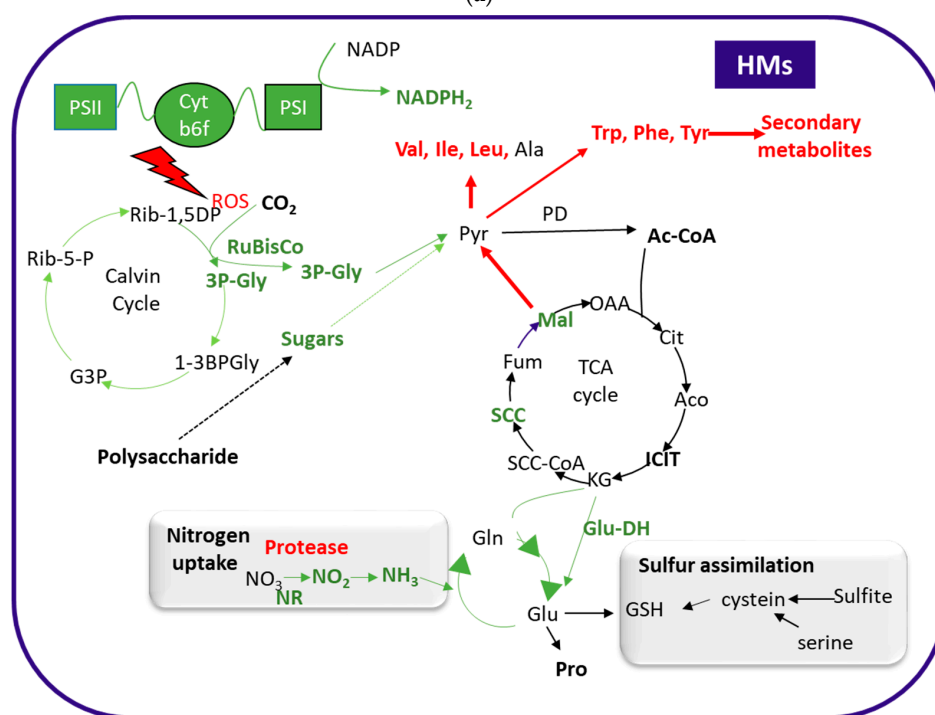 (a)
NADP
HMs
PSII
Cyt
b6f
PSI
NADPH₂
Val, Ile, Leu, Ala
Trp, Phe, Tyr
Secondary
metabolites
ROS
CO₂
Rib-1,5DP
RuBisCo
Rib-5-P
Calvin
Cycle
3P-Gly
3P-Gly
Pyr
PD
Ac-CoA
Sugars
Mal
OAA
Cit
G3P
1-3BPGly
Fum
TCA
cycle
Aco
SCC
Polysaccharide
SCC-CoA
ICIT
KG
Nitrogen
uptake
Protease
NO₃
NO₂
NH₃
NR
Gln
Glu-DH
Glu
Pro
Sulfur assimilation
GSH
cystein
Sulfite
serine